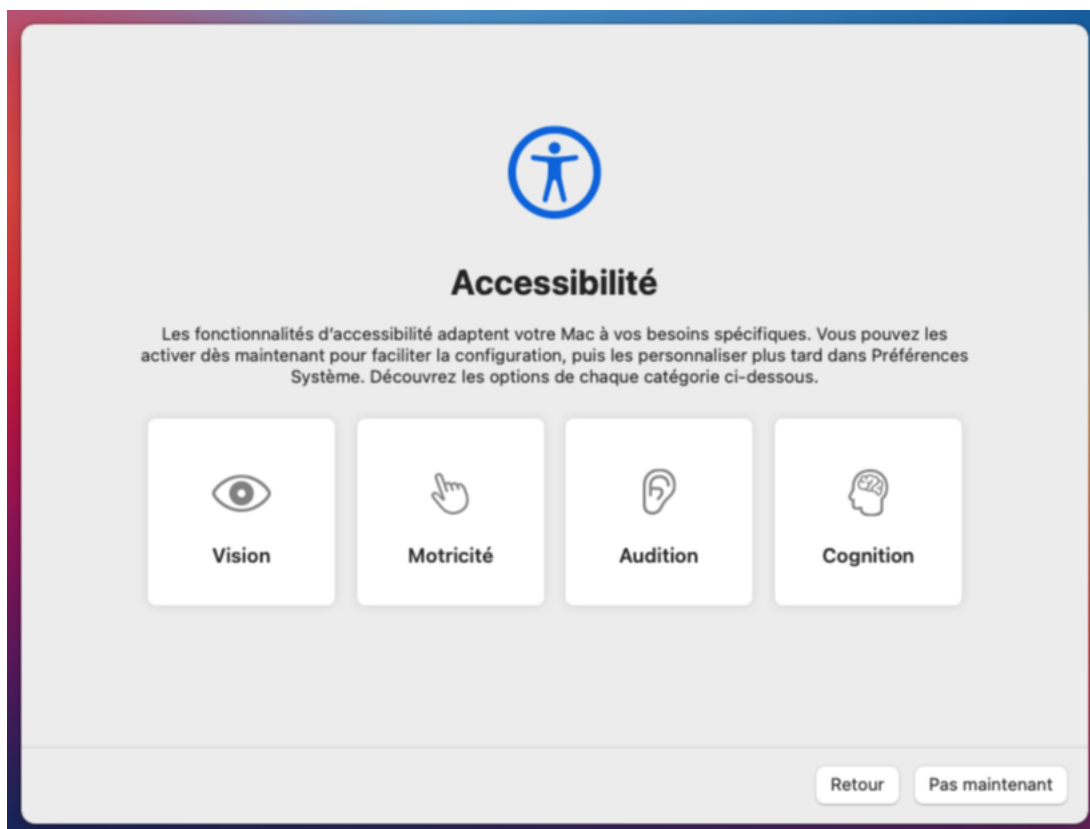 Accessibilité
Les fonctionnalités d'accessibilité adaptent votre Mac à vos besoins spécifiques. Vous pouvez les
activer dès maintenant pour faciliter la configuration, puis les personnaliser plus tard dans Préférences
Système. Découvrez les options de chaque catégorie ci-dessous.
Vision
Motricité
Audition
Cognition
Retour
Pas maintenant